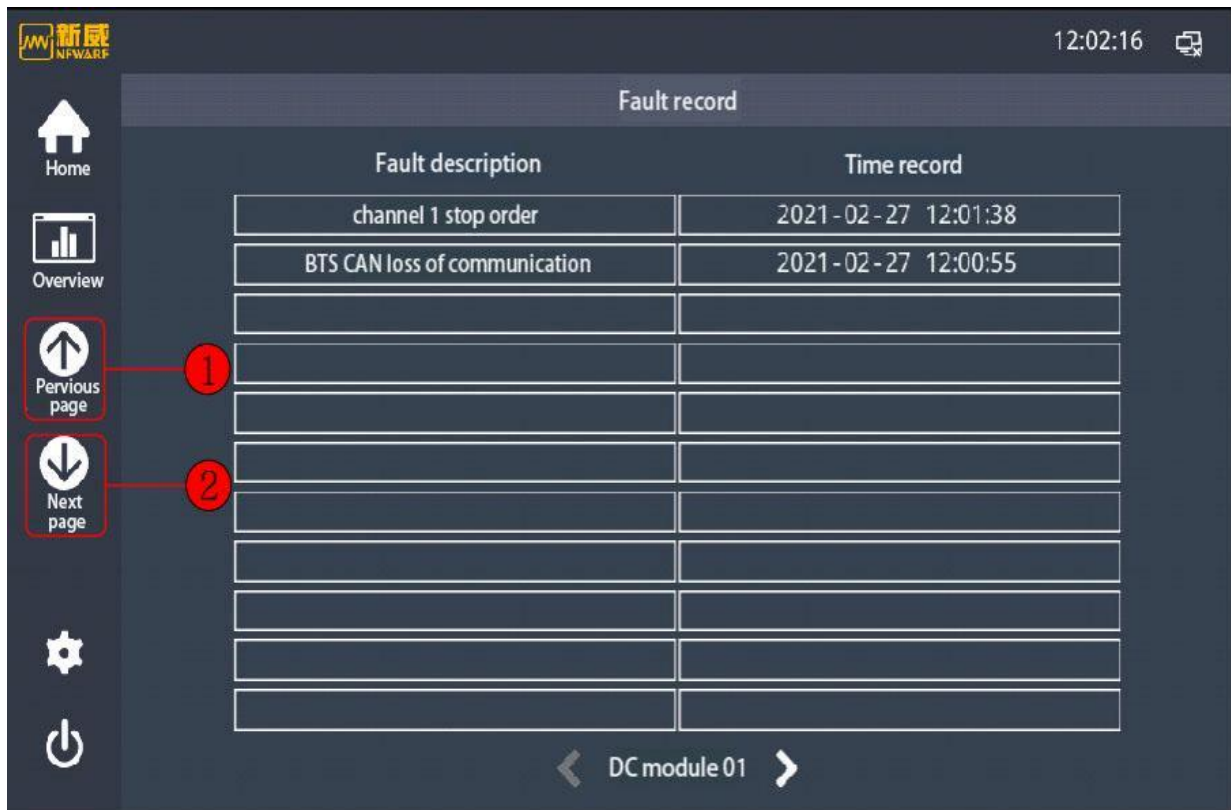 新威
NEWARE
12:02:16
Fault record
Home
Fault description
Time record
channel 1 stop order
2021-02-27 12:01:38
BTS CAN loss of communication
2021-02-27 12:00:55
Overview
Pervious
page
1
Next
page
2
DC module 01